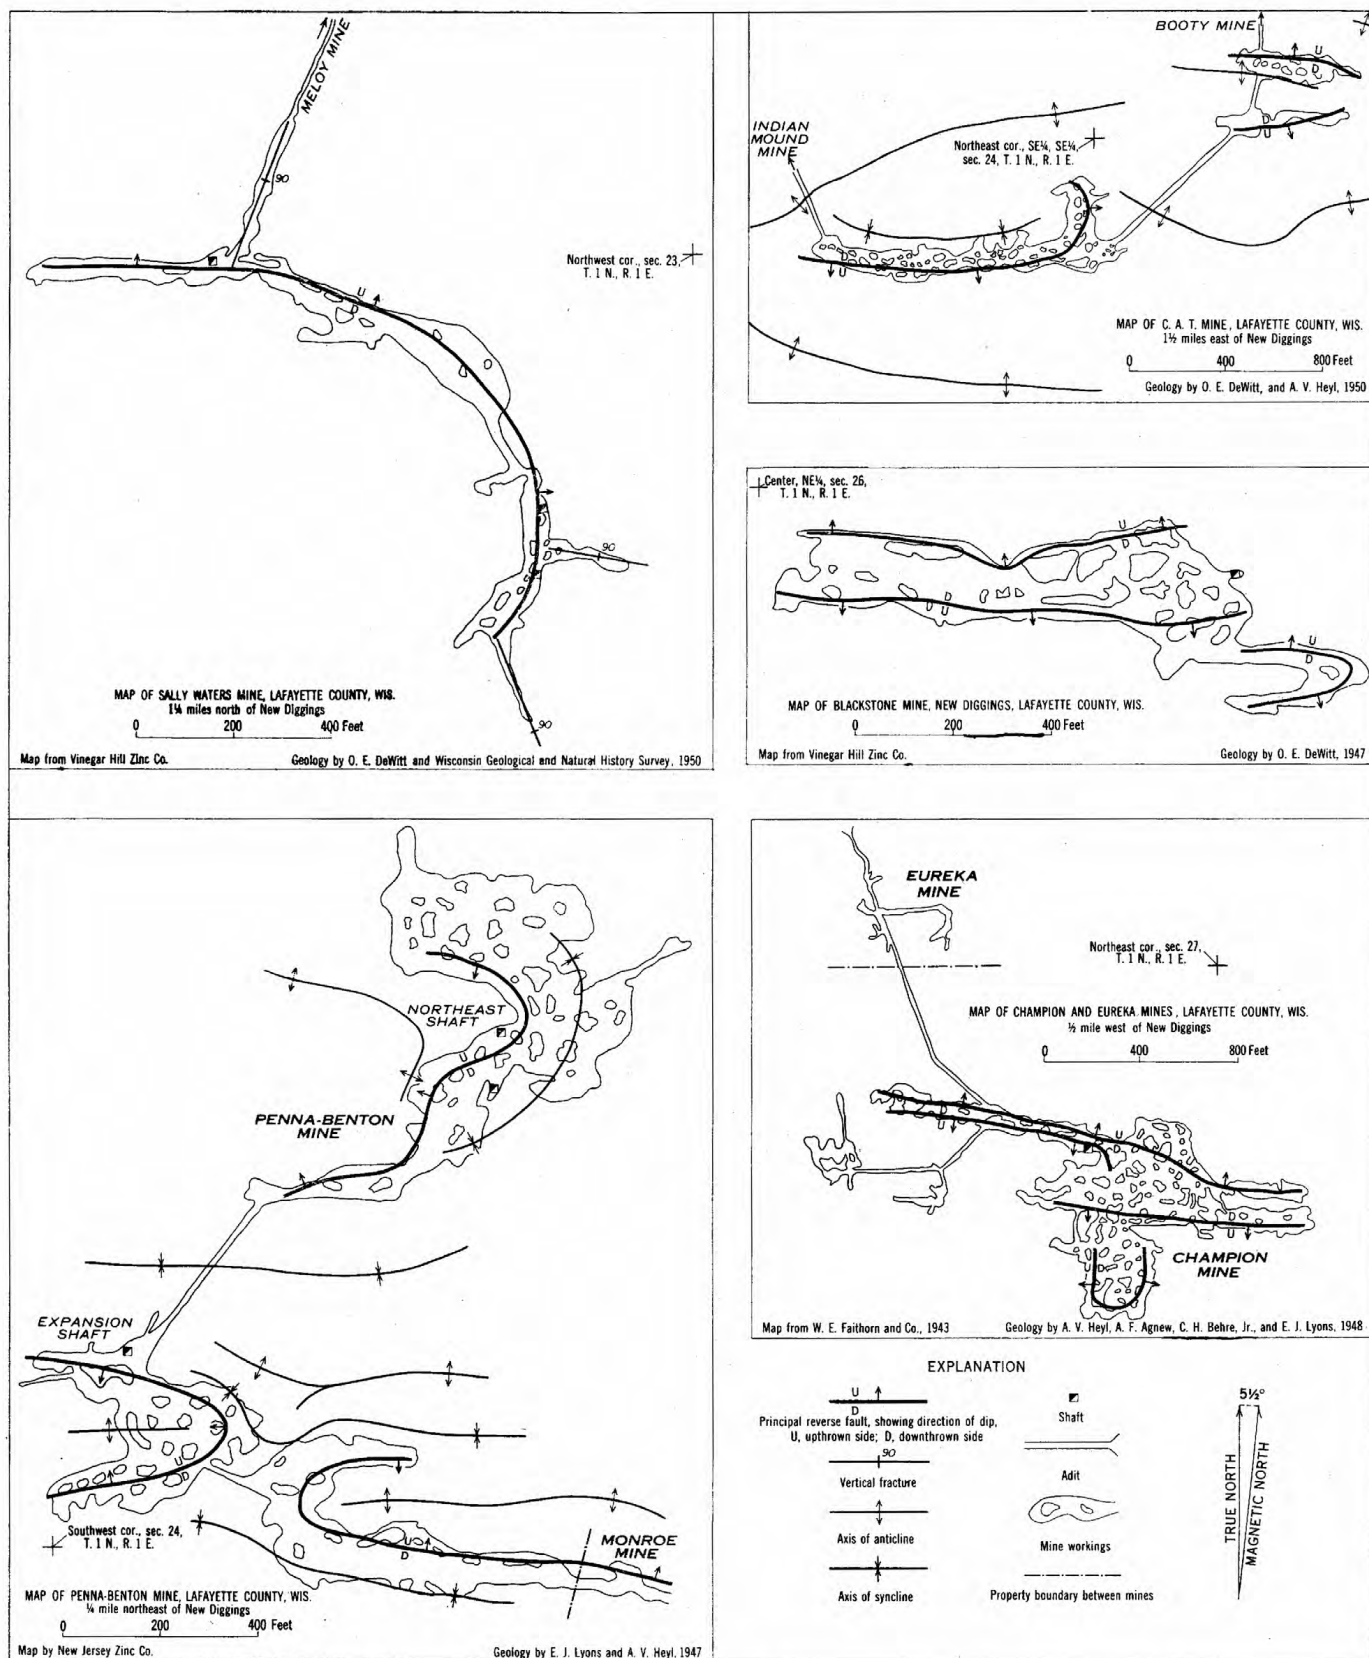 MELOY MINE
90
Northwest cor., sec. 23,
T. 1 N., R. 1 E.
U
D
90
90
MAP OF SALLY WATERS MINE, LAFAYETTE COUNTY, WIS.
1¼ miles north of New Diggings
0 200 400 Feet
Map from Vinegar Hill Zinc Co. Geology by O. E. DeWitt and Wisconsin Geological and Natural History Survey, 1950
BOOTY MINE
U
D
D
U
INDIAN
MOUND
MINE
Northeast cor., SE¼, SE¼,
sec. 24, T. 1 N., R. 1 E.
D
U
MAP OF C. A. T. MINE, LAFAYETTE COUNTY, WIS.
1½ miles east of New Diggings
0 400 800 Feet
Geology by O. E. DeWitt, and A. V. Heyl, 1950
Center, NE¼, sec. 26,
T. 1 N., R. 1 E.
U
D
D
U
U
D
MAP OF BLACKSTONE MINE, NEW DIGGINGS, LAFAYETTE COUNTY, WIS.
0 200 400 Feet
Map from Vinegar Hill Zinc Co. Geology by O. E. DeWitt, 1947
NORTHEAST
SHAFT
U
D
PENNA-BENTON
MINE
EXPANSION
SHAFT
U
D
Southwest cor., sec. 24,
T. 1 N., R. 1 E.
U
D
MONROE
MINE
MAP OF PENNA-BENTON MINE, LAFAYETTE COUNTY, WIS.
¼ mile northeast of New Diggings
0 200 400 Feet
Map by New Jersey Zinc Co. Geology by E. J. Lyons and A. V. Heyl, 1947
EUREKA
MINE
Northeast cor., sec. 27,
T. 1 N., R. 1 E.
MAP OF CHAMPION AND EUREKA MINES, LAFAYETTE COUNTY, WIS.
½ mile west of New Diggings
0 400 800 Feet
U
D
D
U
U
D
CHAMPION
MINE
Map from W. E. Faithorn and Co., 1943 Geology by A. V. Heyl, A. F. Agnew, C. H. Behre, Jr., and E. J. Lyons, 1948
EXPLANATION
U
D
Principal reverse fault, showing direction of dip,
U, upthrown side; D, downthrown side
90
Vertical fracture
Axis of anticline
Axis of syncline
Shaft
Adit
Mine workings
Property boundary between mines
5½°
TRUE NORTH
MAGNETIC NORTH